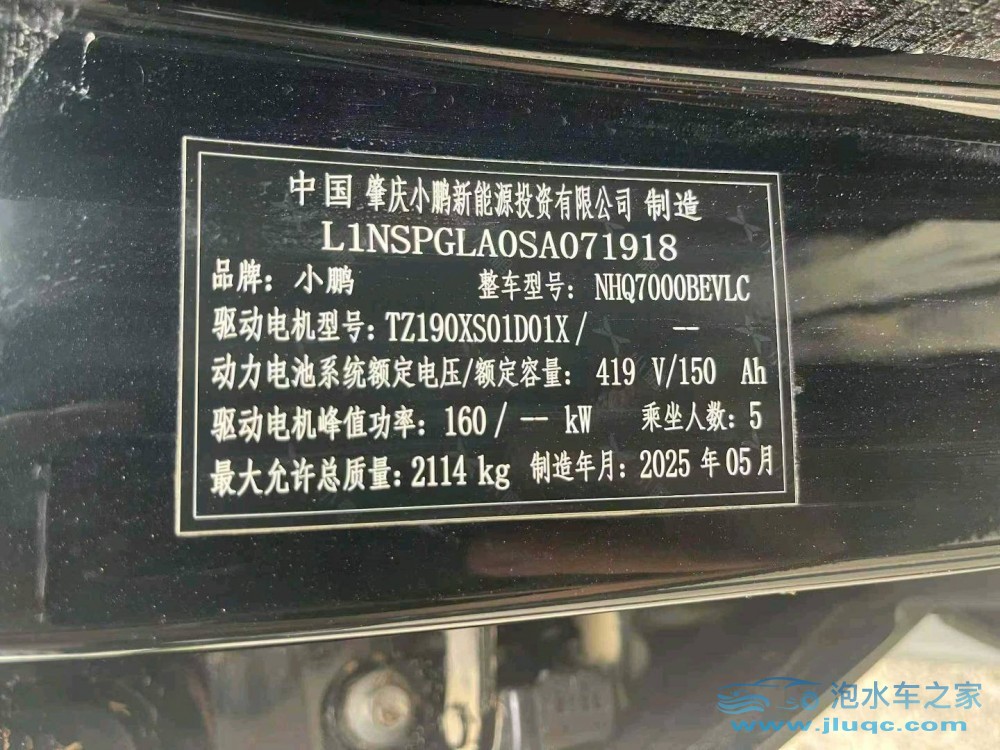 中国 肇庆小鹏新能源投资有限公司 制造
L1NSPGLA0SA071918
品牌：小鹏 整车型号：NHQ7000BEVLC
驱动电机型号：TZ190XS01D01X / --
动力电池系统额定电压/额定容量：419 V/150 Ah
驱动电机峰值功率：160 / -- kW 乘坐人数：5
最大允许总质量：2114 kg 制造年月：2025 年 05 月
泡水车之家
www.jluqc.com